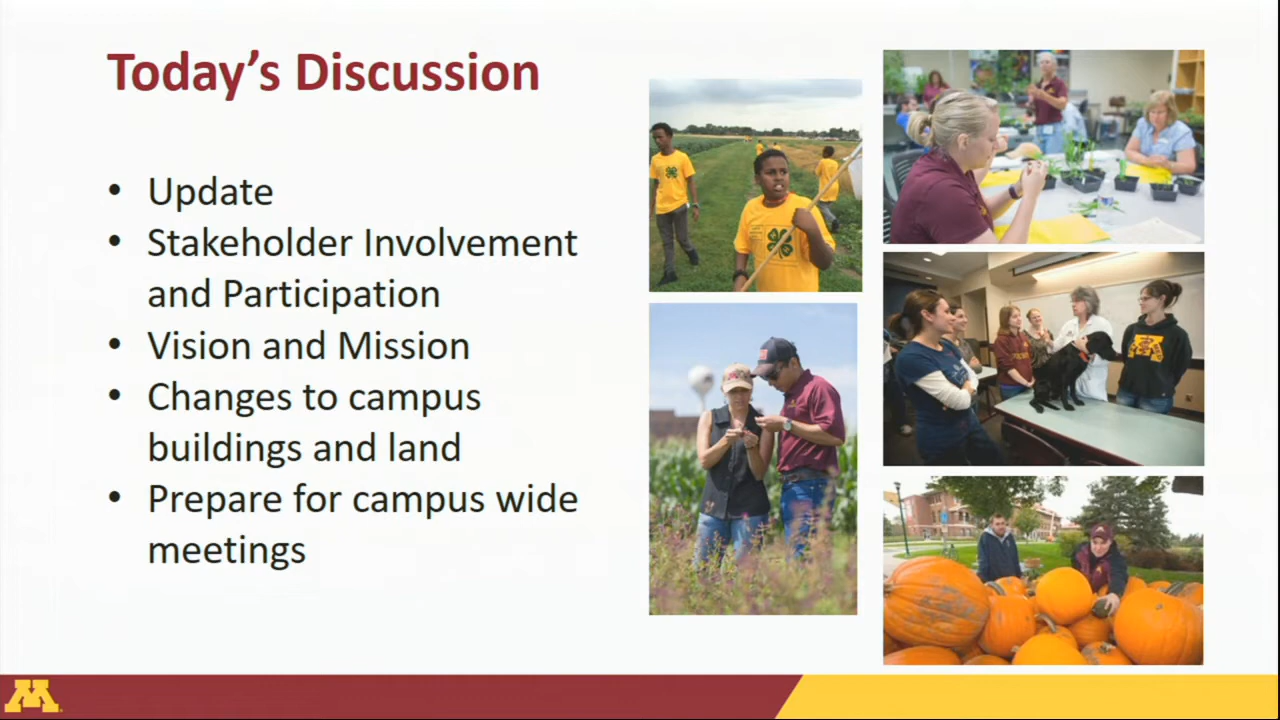 Today's Discussion
• Update
• Stakeholder Involvement
and Participation
• Vision and Mission
• Changes to campus
buildings and land
• Prepare for campus wide
meetings
M